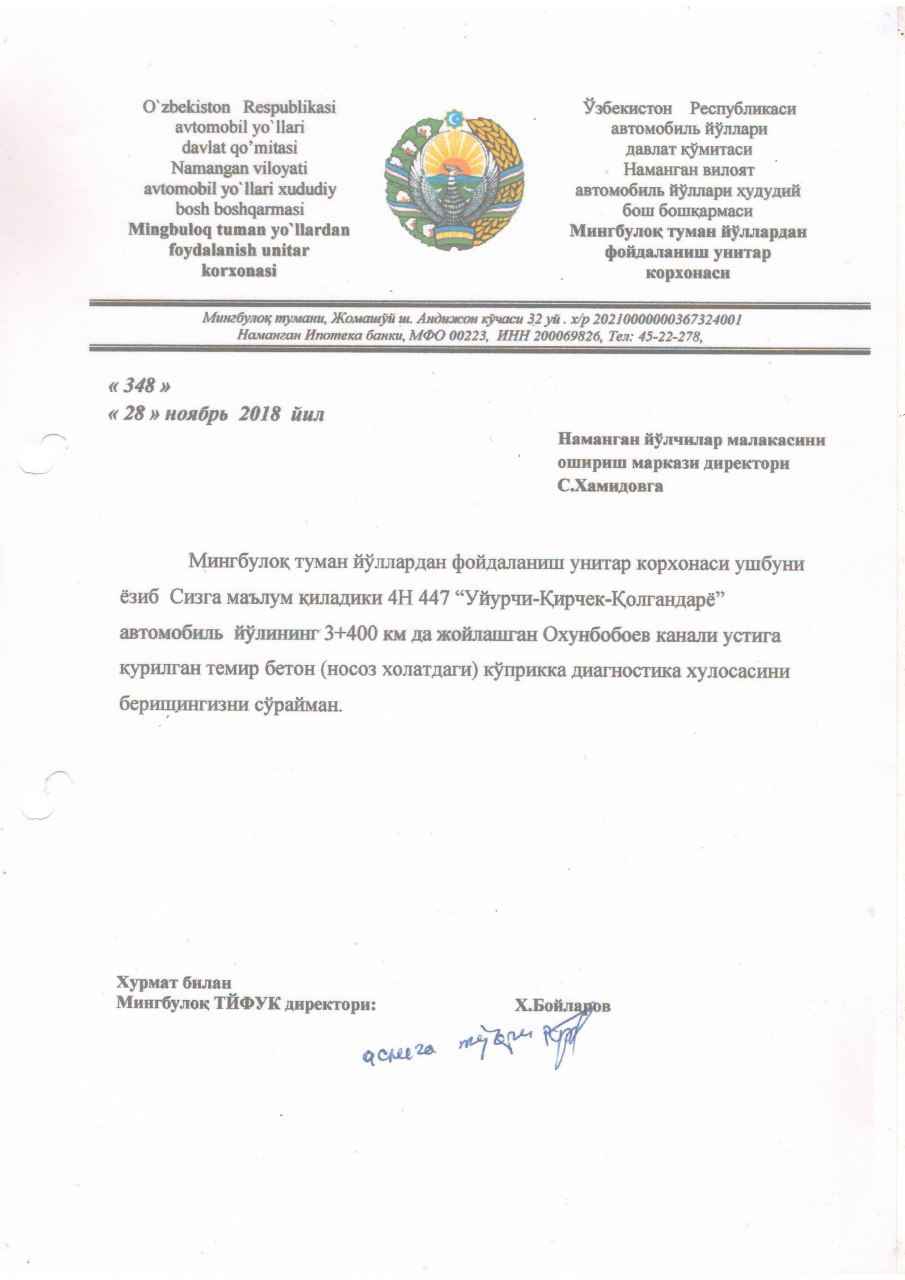 O`zbekiston Respublikasi
avtomobil yo`llari
davlat qo’mitasi
Namangan viloyati
avtomobil yo`llari xududiy
bosh boshqarmasi
Mingbuloq tuman yo`llardan
foydalanish unitar
korxonasi
Ўзбекистон Республикаси
автомобиль йўллари
давлат қўмитаси
Наманган вилоят
автомобиль йўллари ҳудудий
бош бошқармаси
Мингбулоқ туман йўллардан
фойдаланиш унитар
корхонаси
Мингбулоқ тумани, Жомашўй ш. Андижон кўчаси 32 уй . х/р 20210000000367324001
Наманган Ипотека банки, МФО 00223, ИНН 200069826, Тел: 45-22-278,
« 348 »
« 28 » ноябрь 2018 йил
Наманган йўлчилар малакасини
ошириш маркази директори
С.Хамидовга
Мингбулоқ туман йўллардан фойдаланиш унитар корхонаси ушбуни
ёзиб Сизга маълум қиладики 4Н 447 “Уйурчи-Қирчек-Қолгандарё”
автомобиль йўлининг 3+400 км да жойлашган Охунбобоев канали устига
қурилган темир бетон (носоз холатдаги) кўприкка диагностика хулосасини
беришингизни сўрайман.
Хурмат билан
Мингбулоқ ТЙФУК директори: Х.Бойларов
аслига тўғри